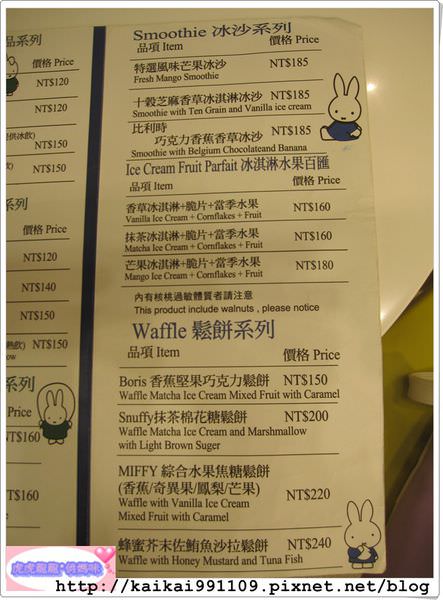 品系列
價格 Price
NT$120
NT$120
提供冰飲)
NT$150
NT$150
系列
價格 Price
NT$120
NT$140
NT$150
熱飲) NT$150
系列
NT$160
NT$160
Smoothie 冰沙系列
品項 Item 價格 Price
特選風味芒果冰沙 NT$185
Fresh Mango Smoothie
十穀芝麻香草冰淇淋冰沙 NT$185
Smoothie with Ten Grain and Vanilla ice cream
比利時
巧克力香蕉香草冰沙 NT$185
Smoothie with Belgium Chocolateand Banana
Ice Cream Fruit Parfait 冰淇淋水果百匯
品項 Item 價格 Price
香草冰淇淋+脆片+當季水果 NT$160
Vanilla Ice Cream + Cornflakes + Fruit
抹茶冰淇淋+脆片+當季水果 NT$160
Matcha Ice Cream + Cornflakes + Fruit
芒果冰淇淋+脆片+當季水果 NT$180
Mango Ice Cream + Cornflakes + Fruit
內有核桃過敏體質者請注意
This product include walnuts , please notice
Waffle 鬆餅系列
品項 Item 價格 Price
Boris 香蕉堅果巧克力鬆餅 NT$150
Waffle Matcha Ice Cream Mixed Fruit with Caramel
Snuffy抹茶棉花糖鬆餅 NT$200
Waffle Matcha Ice Cream and Marshmallow
with Light Brown Suger
MIFFY 綜合水果焦糖鬆餅
(香蕉/奇異果/鳳梨/芒果) NT$220
Waffle with Vanilla Ice Cream
Mixed Fruit with Caramel
蜂蜜芥末佐鮪魚沙拉鬆餅 NT$240
Waffle with Honey Mustard and Tuna Fish
http://kaikai991109.pixnet.net/blog